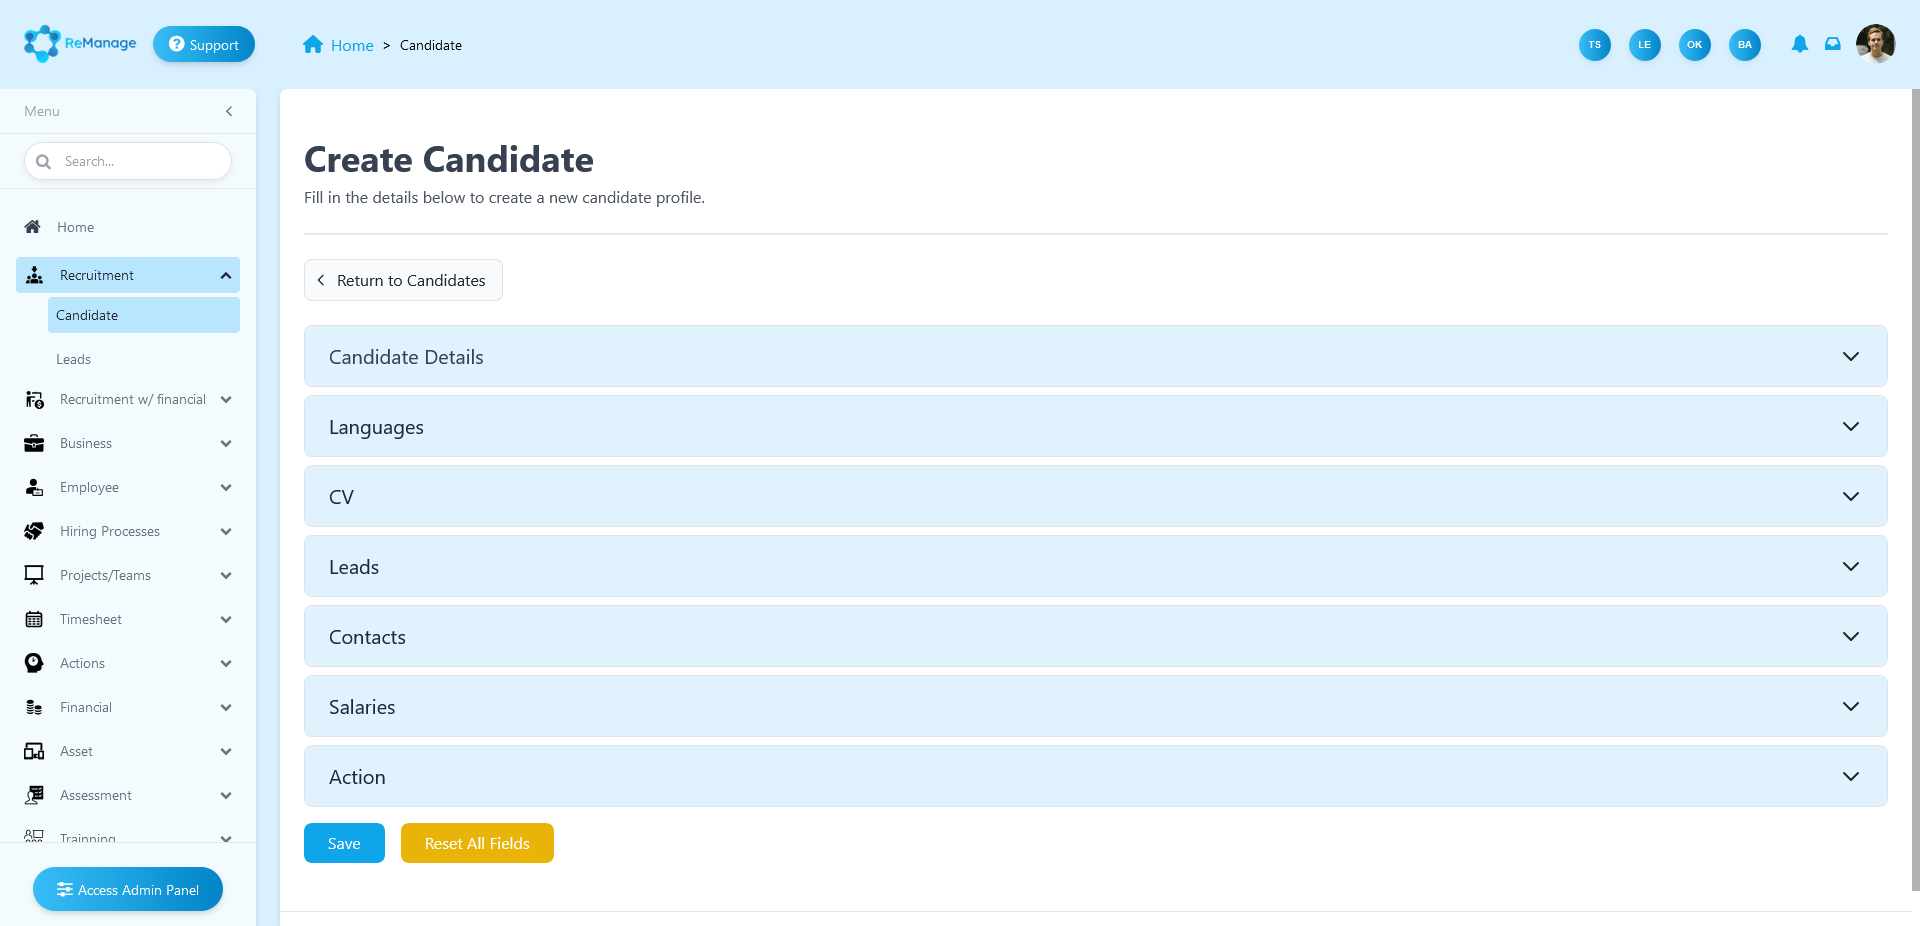 ReManage
Support
Home > Candidate
TS
LE
OK
BA
Menu
Search...
Home
Recruitment
Candidate
Leads
Recruitment w/ financial
Business
Employee
Hiring Processes
Projects/Teams
Timesheet
Actions
Financial
Asset
Assessment
Trainning
Access Admin Panel
Create Candidate
Fill in the details below to create a new candidate profile.
Return to Candidates
Candidate Details
Languages
CV
Leads
Contacts
Salaries
Action
Save
Reset All Fields